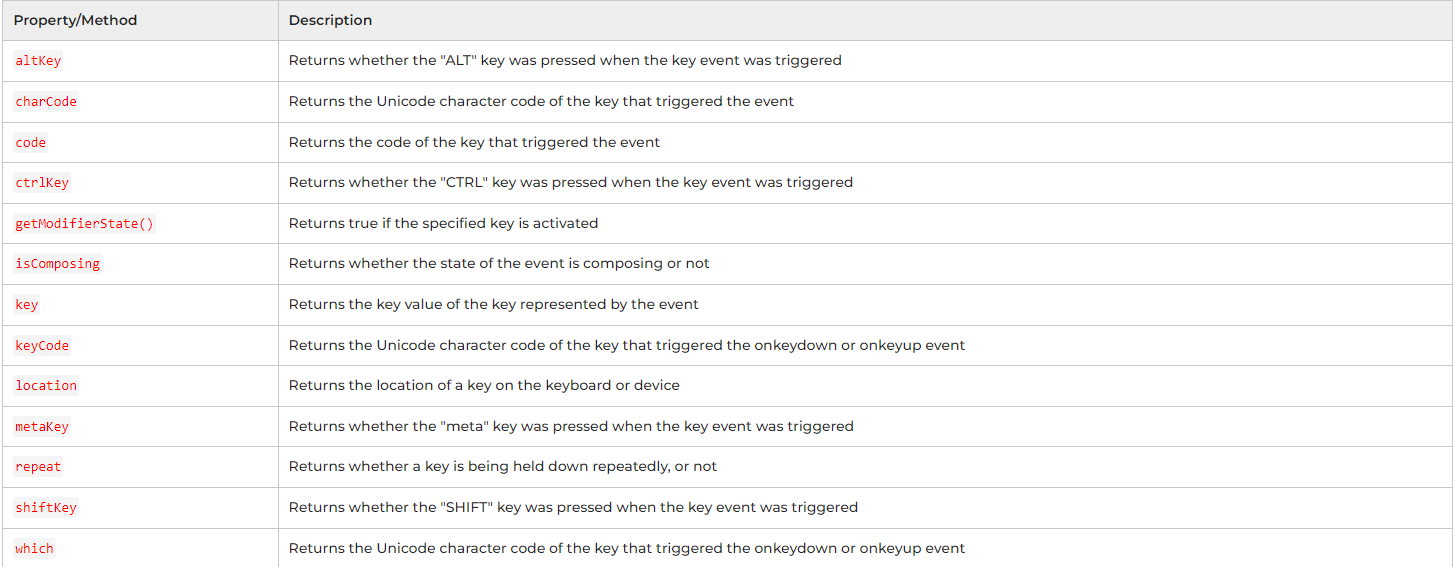 Property/Method Description
altKey Returns whether the "ALT" key was pressed when the key event was triggered
charCode Returns the Unicode character code of the key that triggered the event
code Returns the code of the key that triggered the event
ctrlKey Returns whether the "CTRL" key was pressed when the key event was triggered
getModifierState() Returns true if the specified key is activated
isComposing Returns whether the state of the event is composing or not
key Returns the key value of the key represented by the event
keyCode Returns the Unicode character code of the key that triggered the onkeydown or onkeyup event
location Returns the location of a key on the keyboard or device
metaKey Returns whether the "meta" key was pressed when the key event was triggered
repeat Returns whether a key is being held down repeatedly, or not
shiftKey Returns whether the "SHIFT" key was pressed when the key event was triggered
which Returns the Unicode character code of the key that triggered the onkeydown or onkeyup event